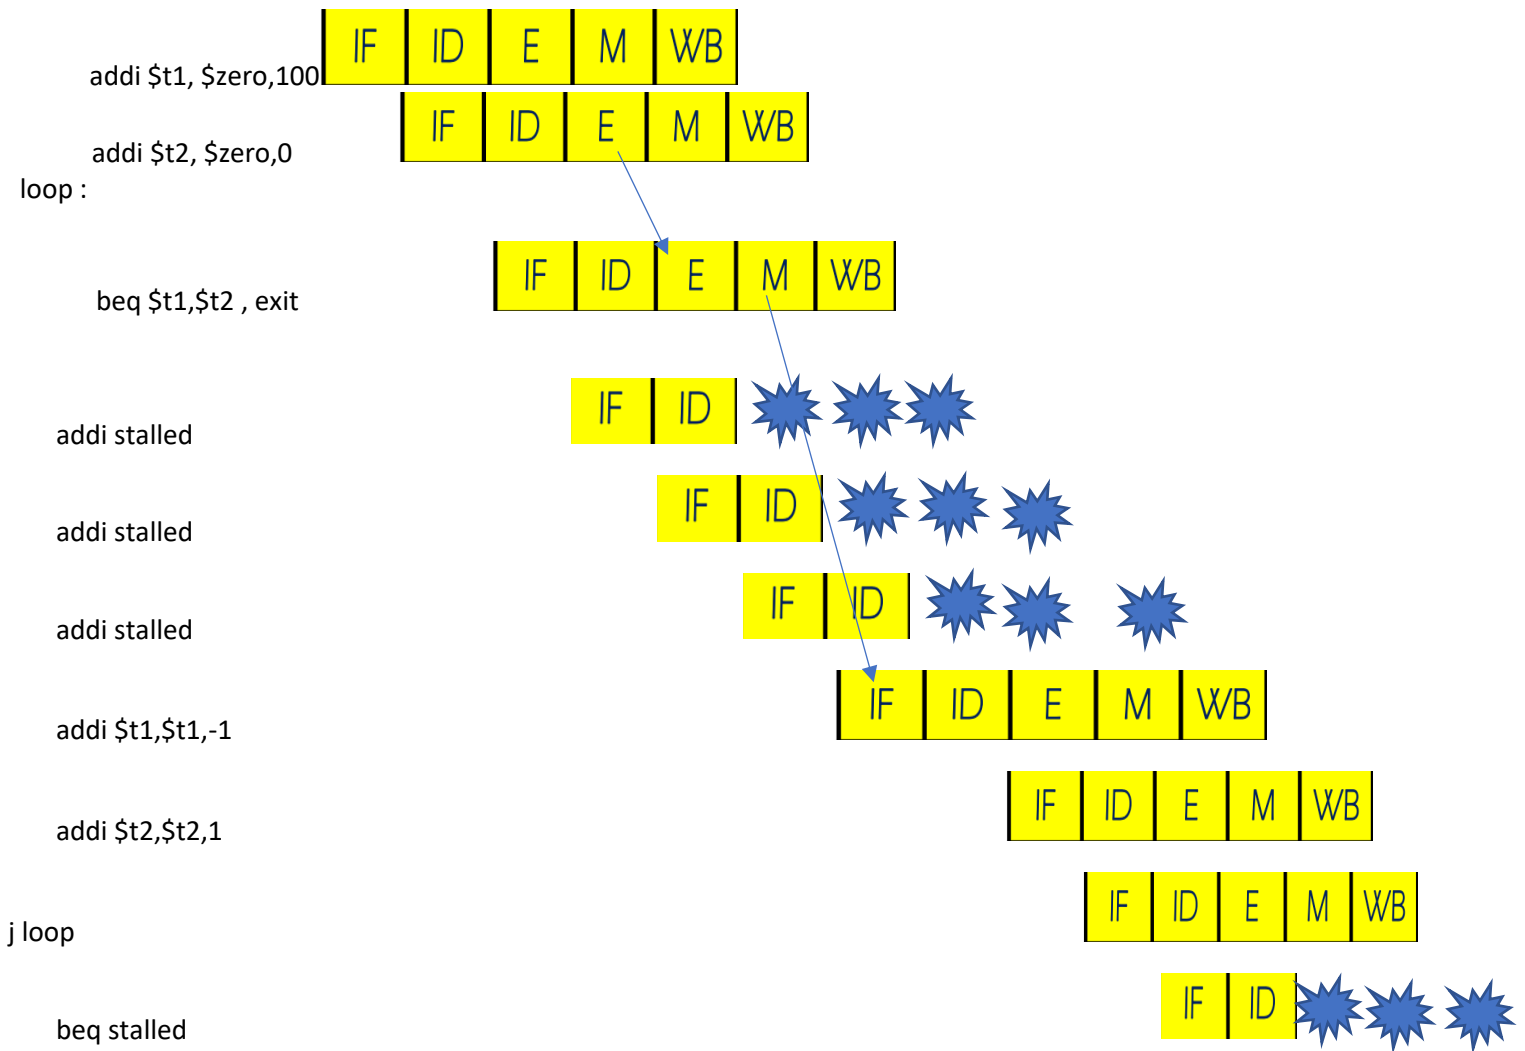 IF ID E M WB
addi $t1, $zero,100
IF ID E M WB
addi $t2, $zero,0
loop :
IF ID E M WB
beq $t1,$t2 , exit
IF ID
addi stalled
IF ID
addi stalled
IF ID
addi stalled
IF ID E M WB
addi $t1,$t1,-1
IF ID E M WB
addi $t2,$t2,1
IF ID E M WB
j loop
IF ID
beq stalled